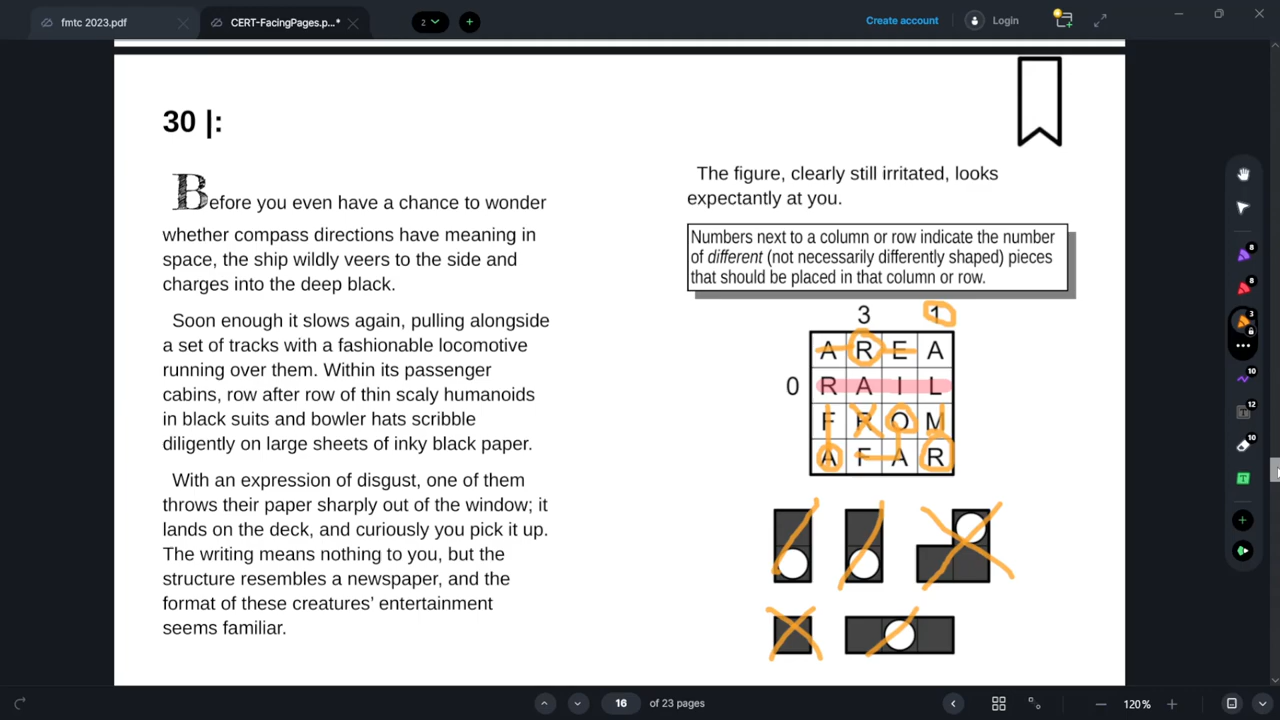 fmtc 2023.pdf
CERT-FacingPages.p...*
2
Create account
Login
30 |:
Before you even have a chance to wonder
whether compass directions have meaning in
space, the ship wildly veers to the side and
charges into the deep black.
Soon enough it slows again, pulling alongside
a set of tracks with a fashionable locomotive
running over them. Within its passenger
cabins, row after row of thin scaly humanoids
in black suits and bowler hats scribble
diligently on large sheets of inky black paper.
With an expression of disgust, one of them
throws their paper sharply out of the window; it
lands on the deck, and curiously you pick it up.
The writing means nothing to you, but the
structure resembles a newspaper, and the
format of these creatures' entertainment
seems familiar.
The figure, clearly still irritated, looks
expectantly at you.
Numbers next to a column or row indicate the number
of different (not necessarily differently shaped) pieces
that should be placed in that column or row.
3 1
A R E A
0 R A I L
F R O M
A F A R
8
8
3
10
12
10
16 of 23 pages
120%